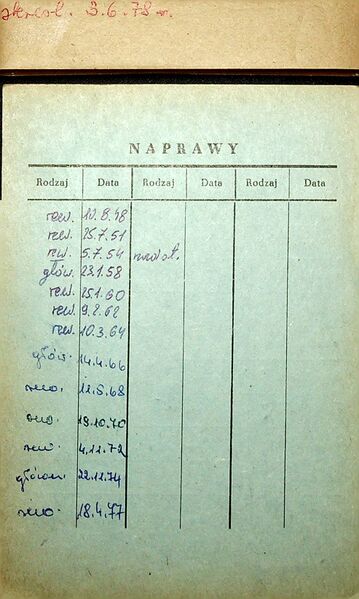 skreśl. 3.6.78 r.
NAPRAWY
Rodzaj Data Rodzaj Data Rodzaj Data
rew. 10.8.48
rew. 25.7.51
rew. 5.7.54
głów. 23.1.58
rew. 25.1.60
rew. 9.2.62
rew. 10.3.64
głów. 14.4.66
rew. 12.5.68
rew. 19.10.70
rew. 4.11.72
główn. 22.11.74
rew. 18.4.77